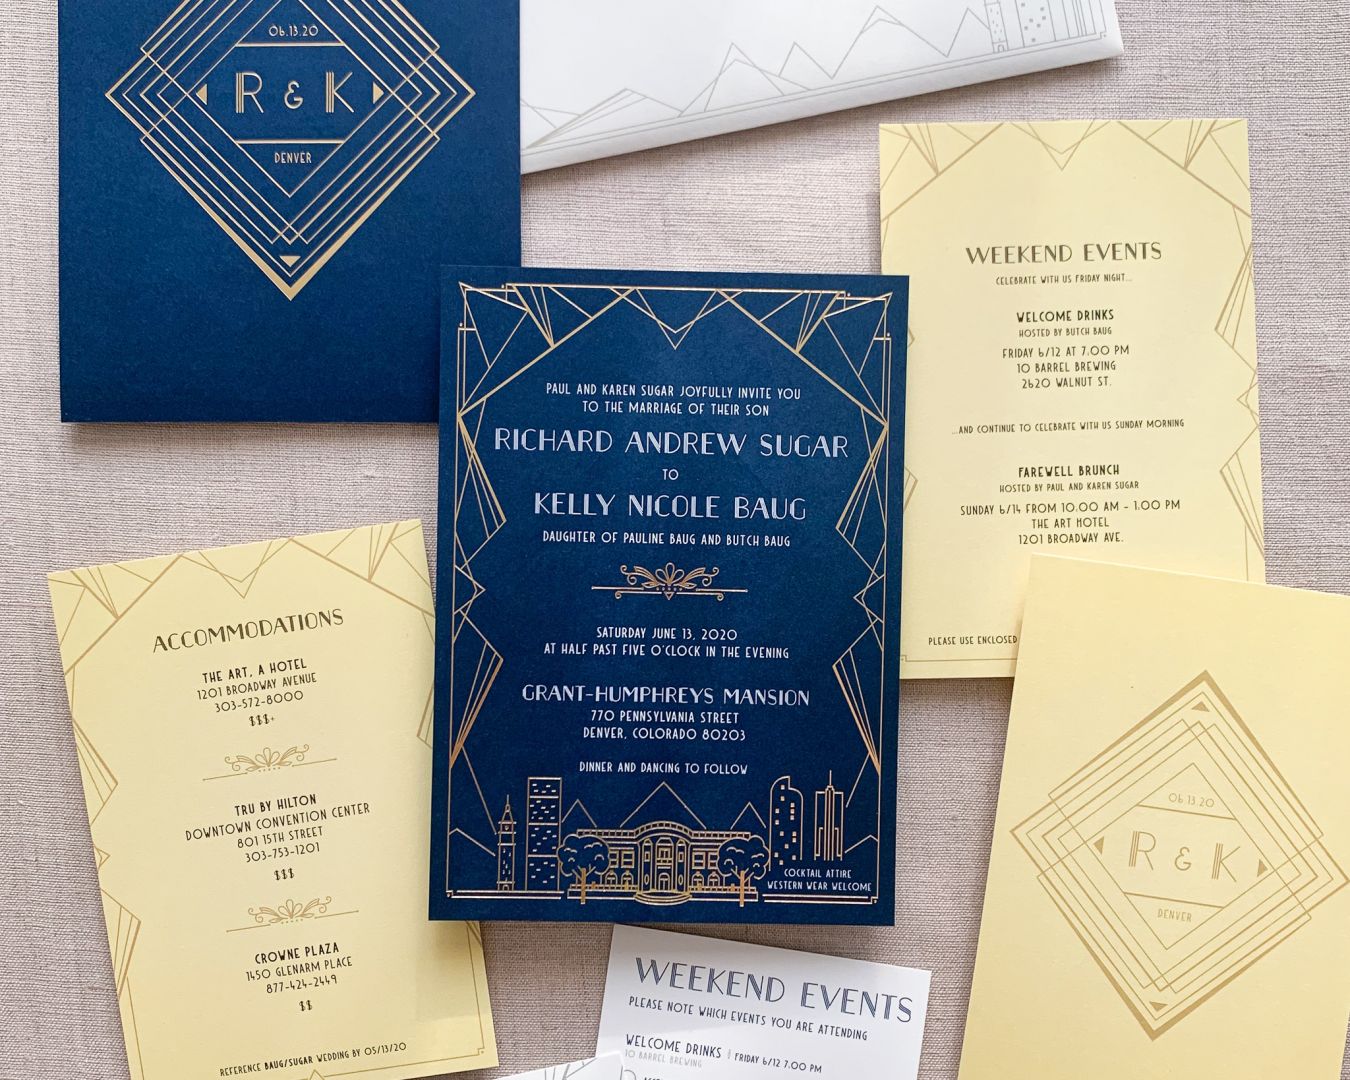 06.13.20
R & K
DENVER
WEEKEND EVENTS
CELEBRATE WITH US FRIDAY NIGHT...
WELCOME DRINKS
HOSTED BY BUTCH BAUG
FRIDAY 6/12 AT 7.00 PM
10 BARREL BREWING
2620 WALNUT ST.
...AND CONTINUE TO CELEBRATE WITH US SUNDAY MORNING
FAREWELL BRUNCH
HOSTED BY PAUL AND KAREN SUGAR
SUNDAY 6/14 FROM 10.00 AM - 1.00 PM
THE ART HOTEL
1201 BROADWAY AVE.
PLEASE USE ENCLOSED
PAUL AND KAREN SUGAR JOYFULLY INVITE YOU
TO THE MARRIAGE OF THEIR SON
RICHARD ANDREW SUGAR
TO
KELLY NICOLE BAUG
DAUGHTER OF PAULINE BAUG AND BUTCH BAUG
SATURDAY JUNE 13, 2020
AT HALF PAST FIVE O'CLOCK IN THE EVENING
GRANT-HUMPHREYS MANSION
770 PENNSYLVANIA STREET
DENVER, COLORADO 80203
DINNER AND DANCING TO FOLLOW
COCKTAIL ATTIRE
WESTERN WEAR WELCOME
ACCOMMODATIONS
THE ART, A HOTEL
1201 BROADWAY AVENUE
303-572-8000
$$$+
TRU BY HILTON
DOWNTOWN CONVENTION CENTER
801 15TH STREET
303-753-1201
$$$
CROWNE PLAZA
1450 GLENARM PLACE
877-424-2449
$$
REFERENCE BAUG/SUGAR WEDDING BY 05/13/20
06.13.20
R & K
DENVER
WEEKEND EVENTS
PLEASE NOTE WHICH EVENTS YOU ARE ATTENDING
WELCOME DRINKS | FRIDAY 6/12 7.00 PM
10 BARREL BREWING